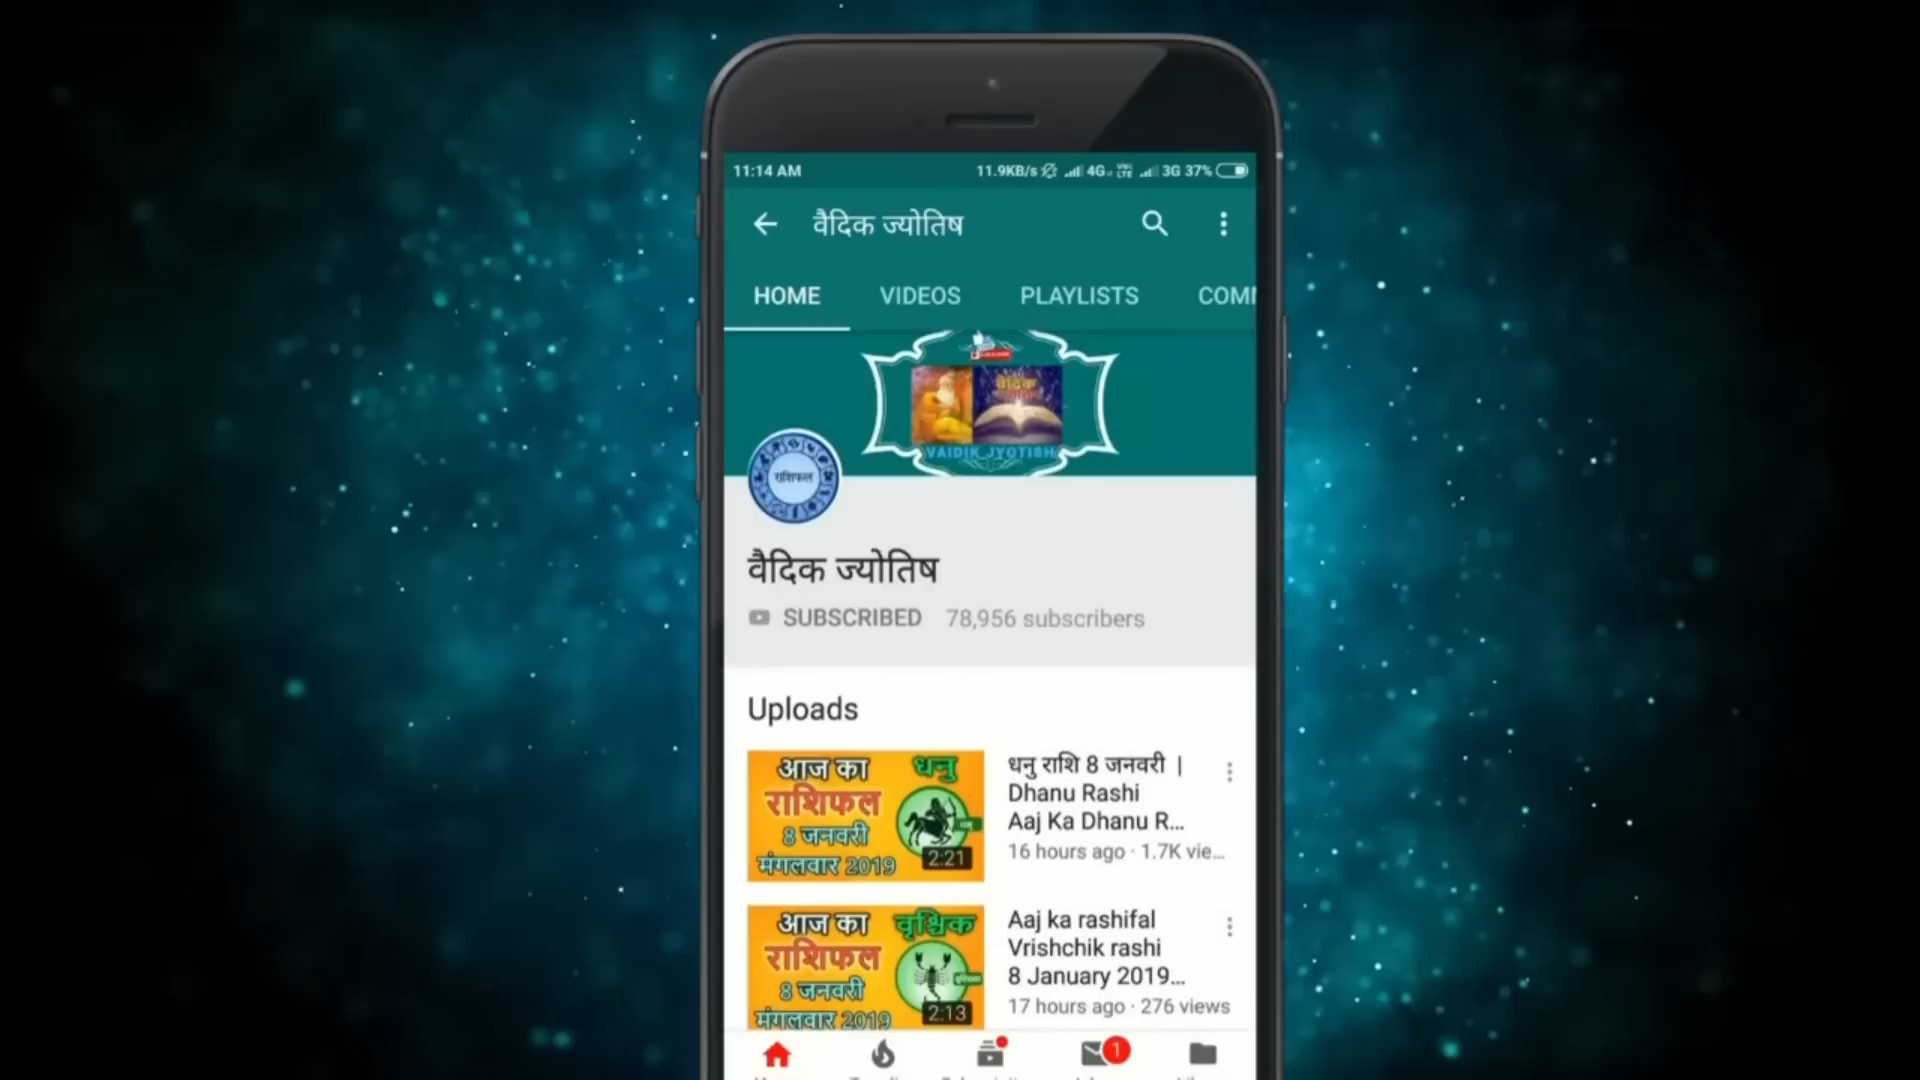 11:14 AM 11.9KB/s 4G 3G 37%
वैदिक ज्योतिष
HOME VIDEOS PLAYLISTS COMM
वैदिक
VAIDIK JYOTISH
राशिफल
वैदिक ज्योतिष
SUBSCRIBED 78,956 subscribers
Uploads
आज का धनु
राशिफल
8 जनवरी
मंगलवार 2019
2:21
धनु राशि 8 जनवरी |
Dhanu Rashi
Aaj Ka Dhanu R...
16 hours ago · 1.7K vie...
आज का वृश्चिक
राशिफल
8 जनवरी
मंगलवार 2019
2:13
Aaj ka rashifal
Vrishchik rashi
8 January 2019...
17 hours ago · 276 views
1